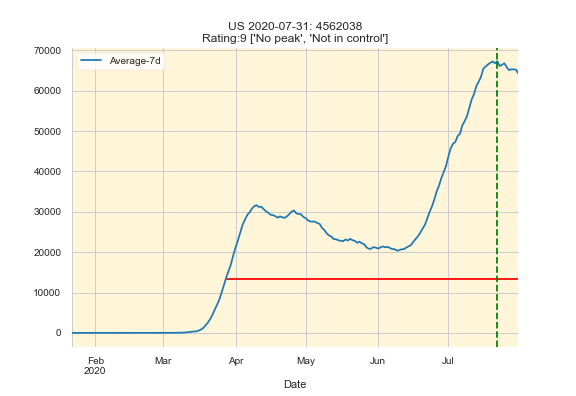 US 2020-07-31: 4562038
Rating:9 ['No peak', 'Not in control']
Average-7d
70000
60000
50000
40000
30000
20000
10000
0
Feb
2020
Mar
Apr
May
Jun
Jul
Date